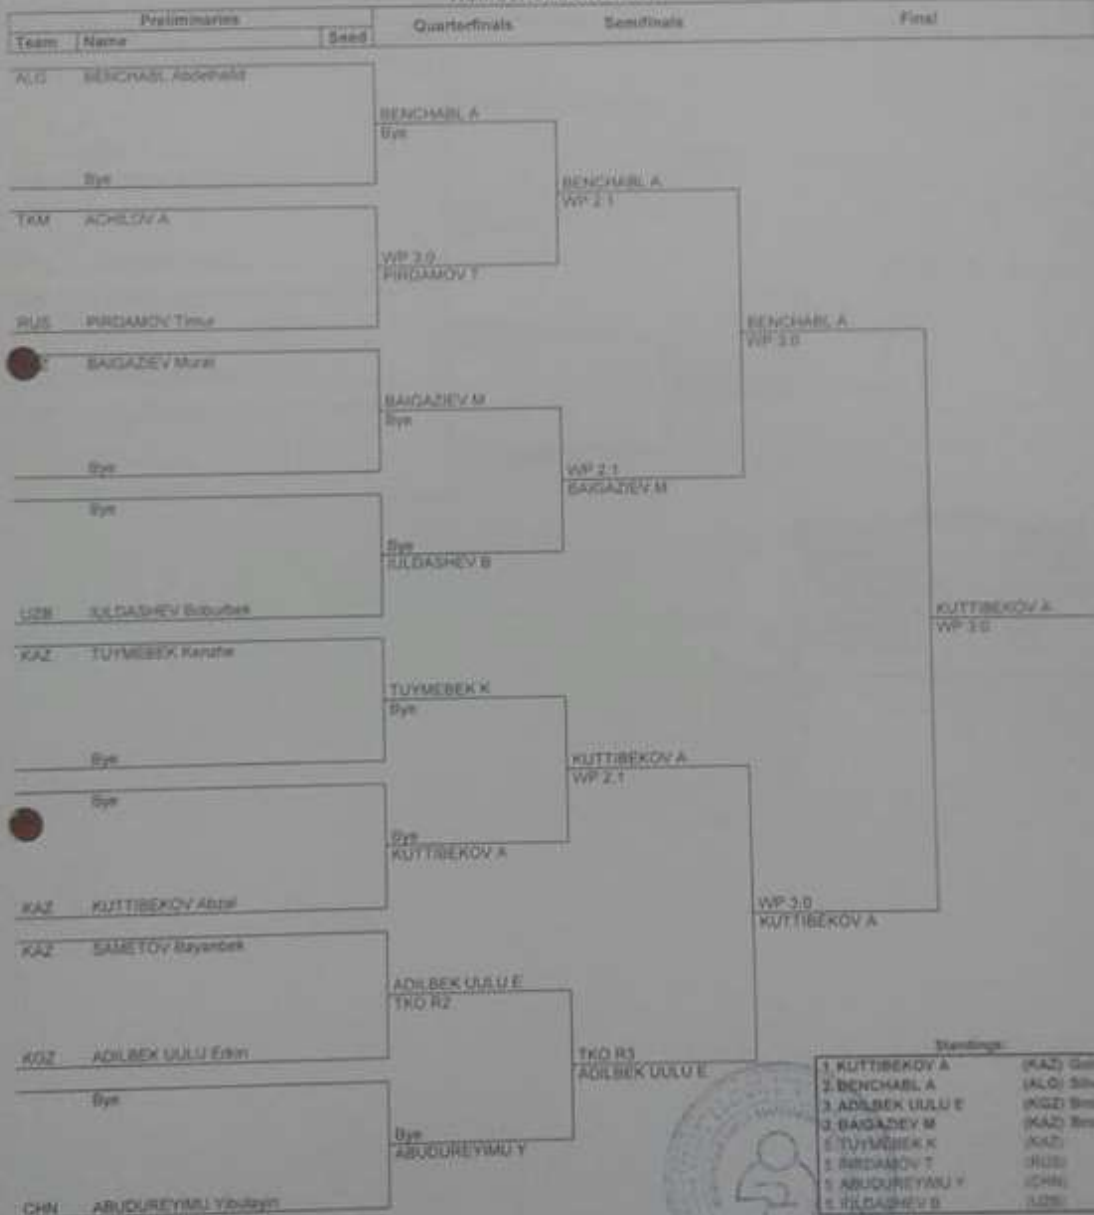 Preliminaries Quarterfinals Semifinals Final
Team Name Seed
ALG BENCHABL Abdelhafid
BENCHABL A
Bye
Bye
BENCHABL A
WP 2:1
TKM ACHILOV A
WP 3:0
PIRDAMOV T
RUS PIRDAMOV Timur
BENCHABL A
WP 3:0
BAIGAZIEV Murat
BAIGAZIEV M
Bye
Bye
WP 2:1
BAIGAZIEV M
Bye
Bye
IULDASHEV B
UZB IULDASHEV Boburbek
KUTTIBEKOV A
WP 3:0
KAZ TUYMEBEK Kenzhe
TUYMEBEK K
Bye
Bye
KUTTIBEKOV A
WP 2:1
Bye
Bye
KUTTIBEKOV A
KAZ KUTTIBEKOV Abzal
WP 3:0
KUTTIBEKOV A
KAZ SAMETOV Bayanbek
ADILBEK UULU E
TKO R2
KGZ ADILBEK UULU Erkin
TKO R3
ADILBEK UULU E
Bye
Bye
ABUDUREYIMU Y
CHN ABUDUREYIMU Yibulayin
Standings
1. KUTTIBEKOV A (KAZ)
2. BENCHABL A (ALG)
3. ADILBEK UULU E (KGZ)
3. BAIGAZIEV M (KAZ)
5. TUYMEBEK K (KAZ)
5. PIRDAMOV T (RUS)
5. ABUDUREYIMU Y (CHN)
5. IULDASHEV B (UZB)